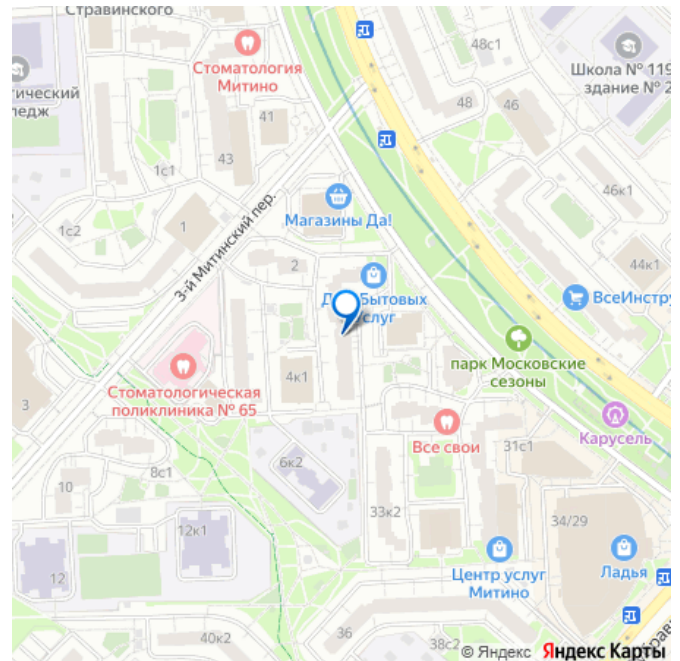 Стравинского
48с1
Школа № 119
здание № 2
Стоматология
Митино
гический
ледж
48
46
41
43
1с1
46к1
3-й Митинский пер.
1
Магазины Да!
1с2
44к1
2
Бытовых
слуг
ВсеИнстру
парк Московские
сезоны
Стоматологическая
поликлиника № 65
4к1
3
Карусель
Все свои
31с1
6к2
8с1
10
33к2
34/29
12к1
Центр услуг
Митино
Ладья
12
40к2
36
38с2
© Яндекс Яндекс Карты